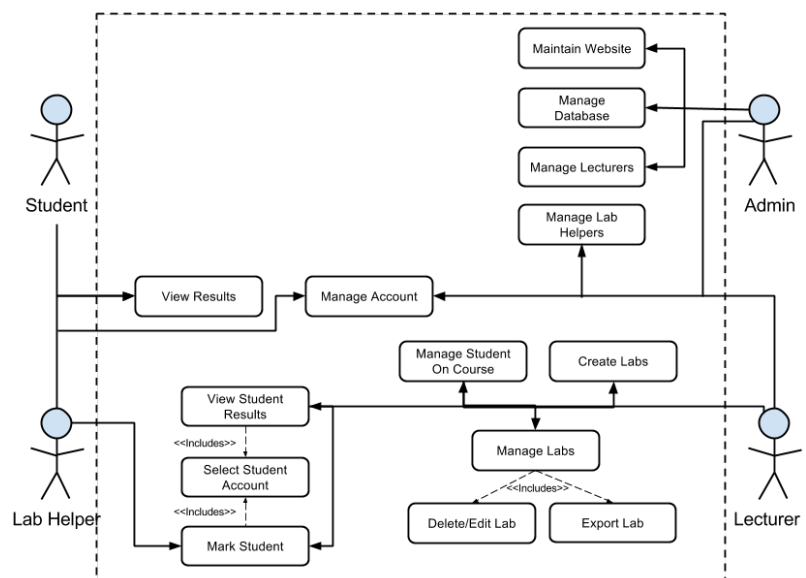 Maintain Website
Manage
Database
Manage Lecturers
Student
Admin
Manage Lab
Helpers
View Results
Manage Account
Manage Student
On Course
Create Labs
View Student
Results
<<Includes>>
Manage Labs
Select Student
Account
<<Includes>>
<<Includes>>
Lab Helper
Lecturer
Delete/Edit Lab
Export Lab
Mark Student